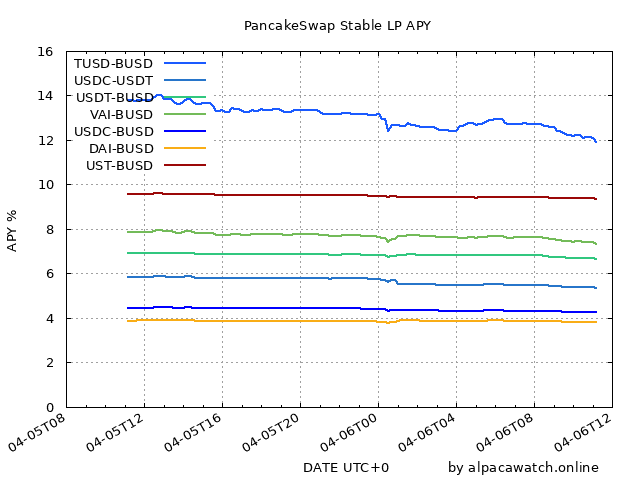 PancakeSwap Stable LP APY
16
14
12
10
8
6
4
2
0
APY %
TUSD-BUSD
USDC-USDT
USDT-BUSD
VAI-BUSD
USDC-BUSD
DAI-BUSD
UST-BUSD
04-05T08
04-05T12
04-05T16
04-05T20
04-06T00
04-06T04
04-06T08
04-06T12
DATE UTC+0
by alpacawatch.online